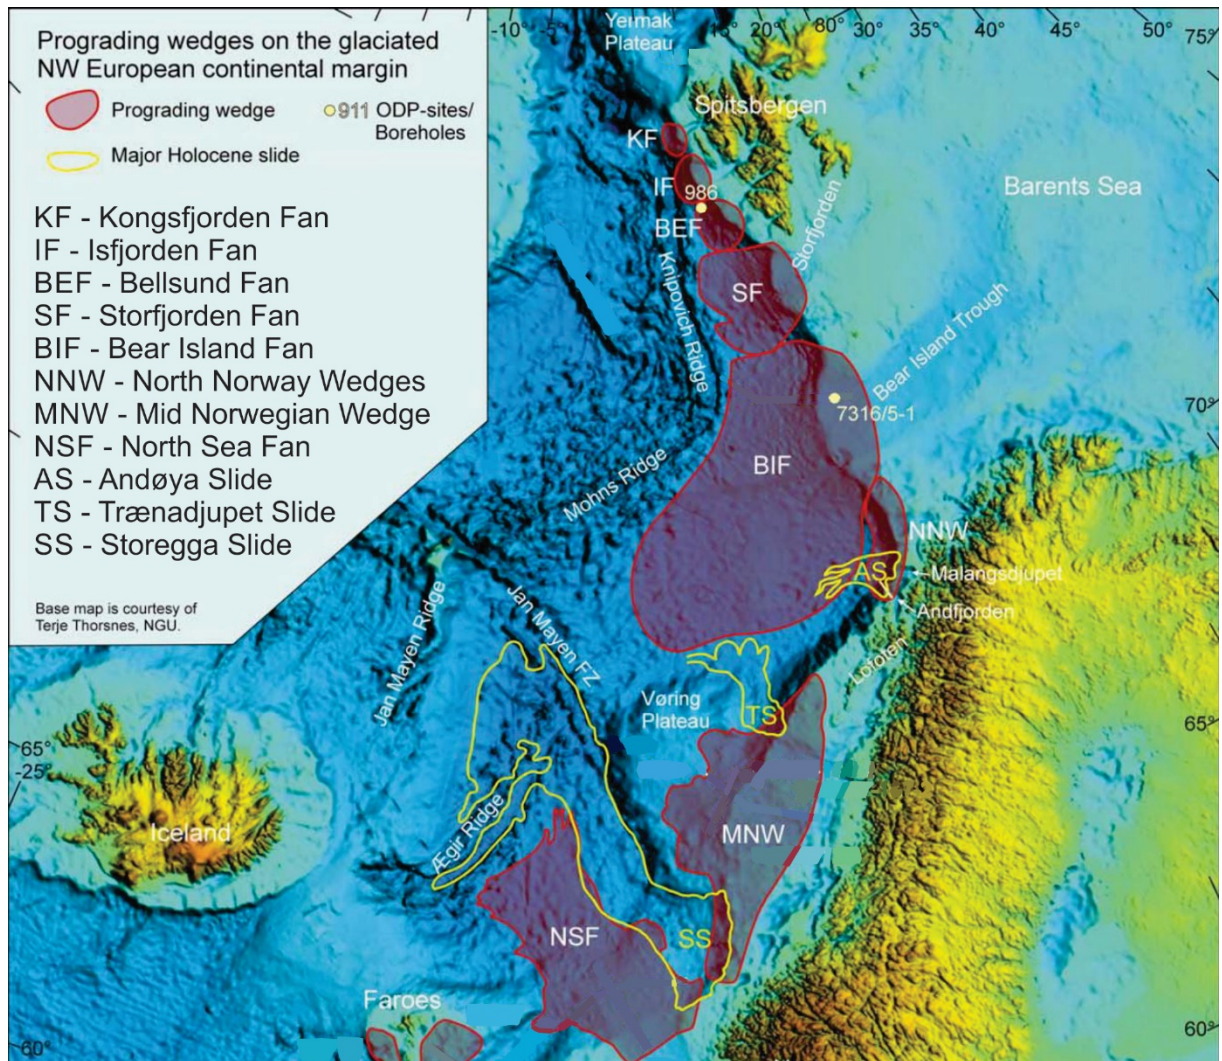 Prograding wedges on the glaciated
NW European continental margin
Prograding wedge
911 ODP-sites/
Boreholes
Major Holocene slide
KF - Kongsfjorden Fan
IF - Isfjorden Fan
BEF - Bellsund Fan
SF - Storfjorden Fan
BIF - Bear Island Fan
NNW - North Norway Wedges
MNW - Mid Norwegian Wedge
NSF - North Sea Fan
AS - Andøya Slide
TS - Trænadjupet Slide
SS - Storegga Slide
Base map is courtesy of
Terje Thorsnes, NGU.
-10°
-5°
Yermak
Plateau
15°
20°
80°
25°
30°
35°
40°
45°
50°
75°
Spitsbergen
KF
IF
986
BEF
Barents Sea
Storfjorden
Knipovich Ridge
SF
Bear Island Trough
7316/5-1
70°
BIF
Mohns Ridge
NNW
AS
Malangsdjupet
Andfjorden
Jan Mayen Ridge
Jan Mayen FZ
Lofoten
Vøring
Plateau
TS
65°
65°
-25°
Iceland
Ægir Ridge
MNW
NSF
SS
Faroes
60°
60°